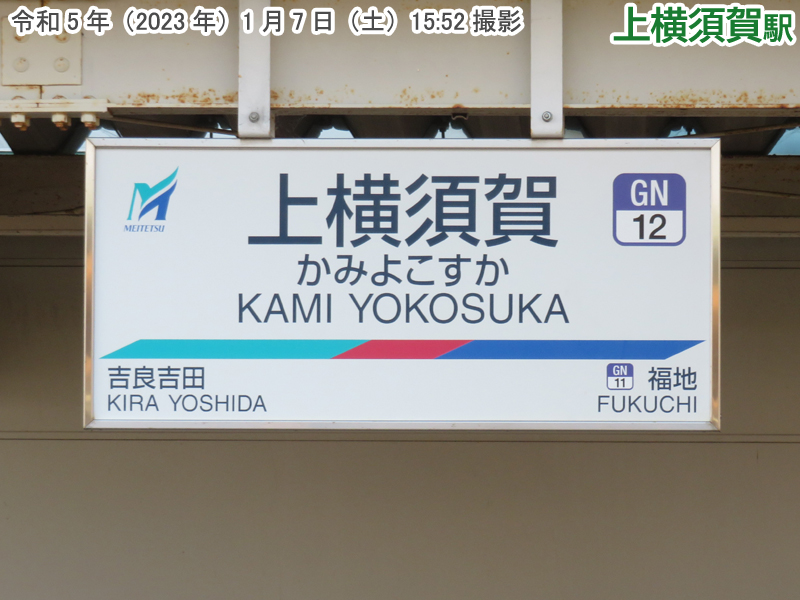 令和5年（2023年）1月7日（土）15:52撮影
上横須賀駅
MEITETSU
上横須賀
GN
12
かみよこすか
KAMI YOKOSUKA
吉良吉田
KIRA YOSHIDA
GN
11
福地
FUKUCHI